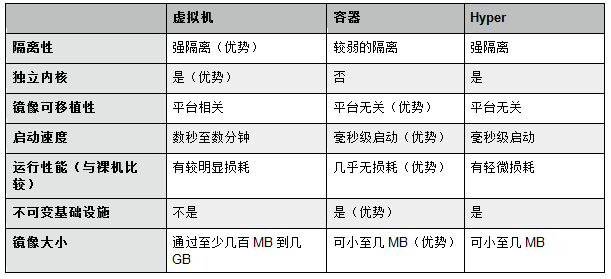 虚拟机 容器 Hyper
隔离性 强隔离（优势） 较弱的隔离 强隔离
独立内核 是（优势） 否 是
镜像可移植性 平台相关 平台无关（优势） 平台无关
启动速度 数秒至数分钟 毫秒级启动（优势） 毫秒级启动
运行性能（与裸机比
较） 有较明显损耗 几乎无损耗（优势） 有轻微损耗
不可变基础设施 不是 是（优势） 是
镜像大小 通过至少几百 MB 到几
GB 可小至几 MB（优势） 可小至几 MB